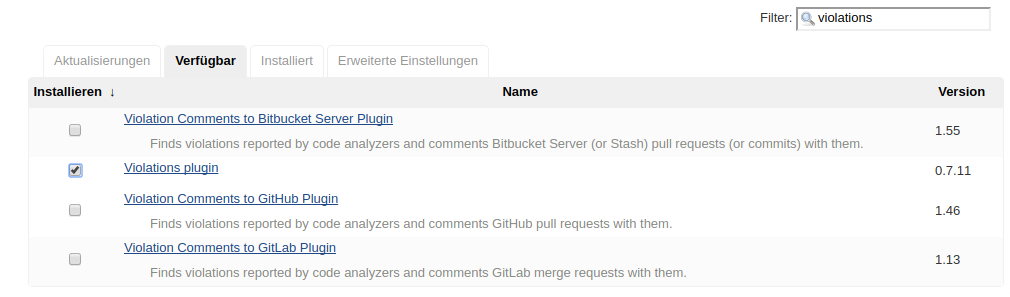 Filter: violations
Aktualisierungen Verfügbar Installiert Erweiterte Einstellungen
Installieren ↓ Name Version
Violation Comments to Bitbucket Server Plugin
Finds violations reported by code analyzers and comments Bitbucket Server (or Stash) pull requests (or commits) with them.
1.55
Violations plugin 0.7.11
Violation Comments to GitHub Plugin
Finds violations reported by code analyzers and comments GitHub pull requests with them.
1.46
Violation Comments to GitLab Plugin
Finds violations reported by code analyzers and comments GitLab merge requests with them.
1.13